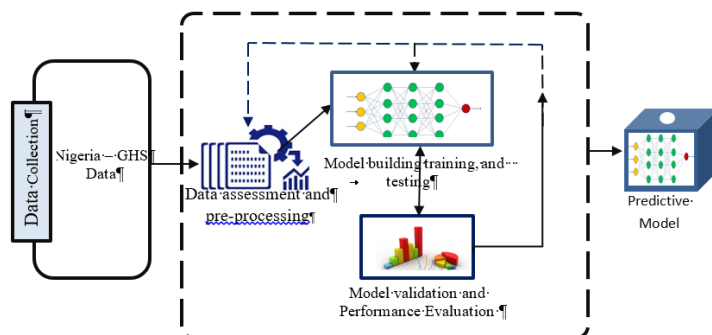 Data·Collection¶
Nigeria·–·GHS¶
Data¶
Data·assessment·and¶
pre-processing¶
Model·building·training,·and···
→ testing¶
Model·validation·and·
Performance·Evaluation·¶
Predictive·
Model